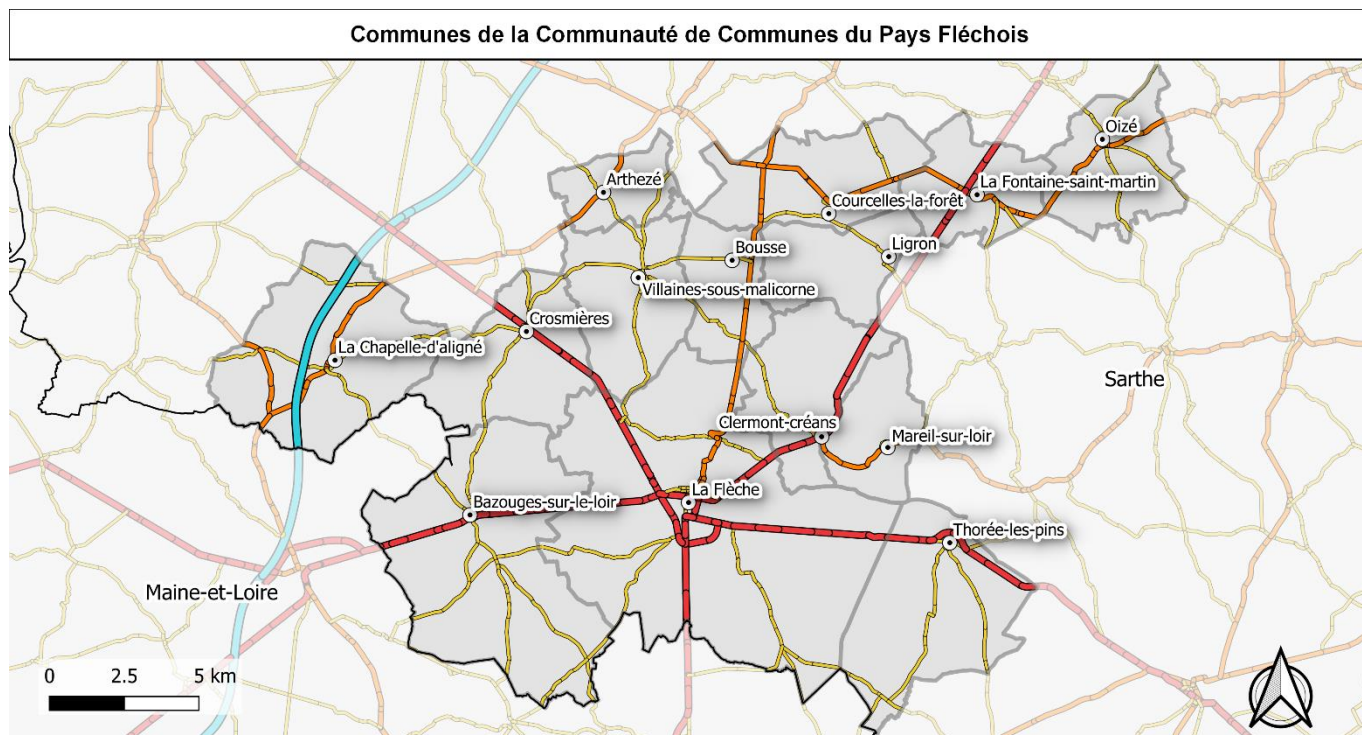 Communes de la Communauté de Communes du Pays Fléchois
Oizé
Arthezé
La Fontaine-saint-martin
Courcelles-la-forêt
Bousse
Ligron
Villaines-sous-malicorne
Crosmières
La Chapelle-d'aligné
Sarthe
Clermont-créans
Mareil-sur-loir
La Flèche
Bazouges-sur-le-loir
Thorée-les-pins
Maine-et-Loire
0 2.5 5 km